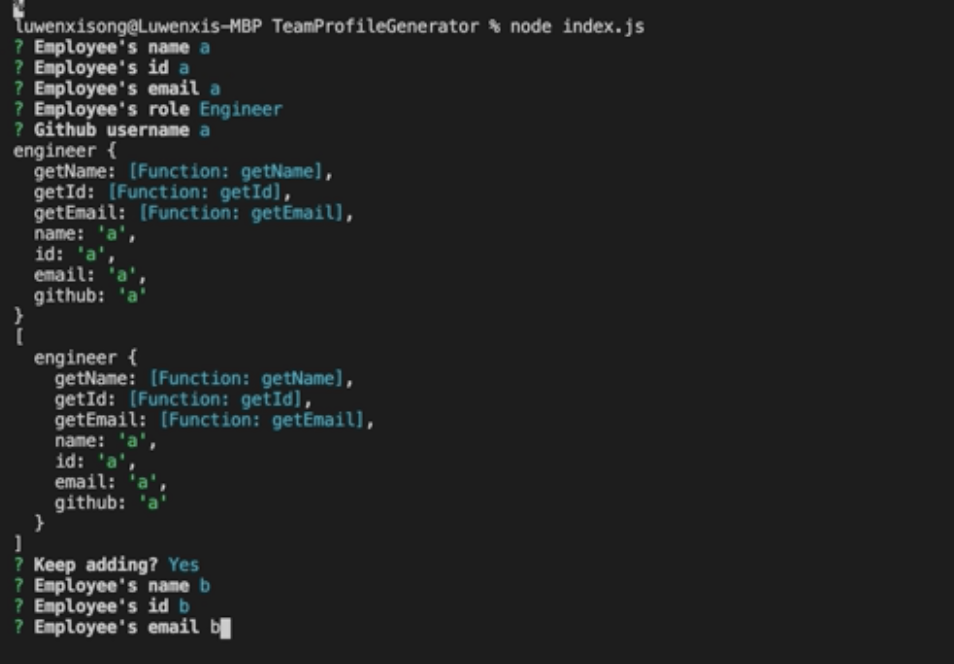 luwenxisong@Luwenxis-MBP TeamProfileGenerator % node index.js
? Employee's name a
? Employee's id a
? Employee's email a
? Employee's role Engineer
? Github username a
engineer {
  getName: [Function: getName],
  getId: [Function: getId],
  getEmail: [Function: getEmail],
  name: 'a',
  id: 'a',
  email: 'a',
  github: 'a'
}
[
  engineer {
    getName: [Function: getName],
    getId: [Function: getId],
    getEmail: [Function: getEmail],
    name: 'a',
    id: 'a',
    email: 'a',
    github: 'a'
  }
]
? Keep adding? Yes
? Employee's name b
? Employee's id b
? Employee's email b